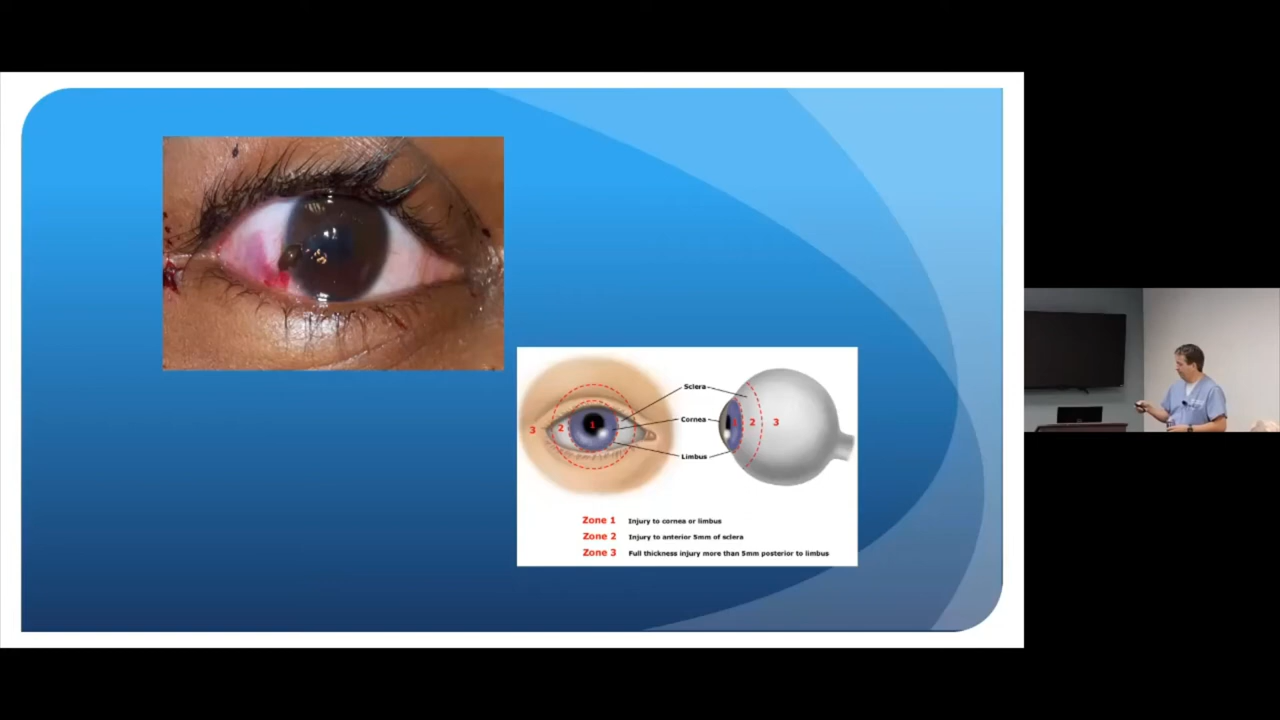 Sclera
Cornea
Limbus
3
2
1
1
2
3
Zone 1 Injury to cornea or limbus
Zone 2 Injury to anterior 5mm of sclera
Zone 3 Full thickness injury more than 5mm posterior to limbus